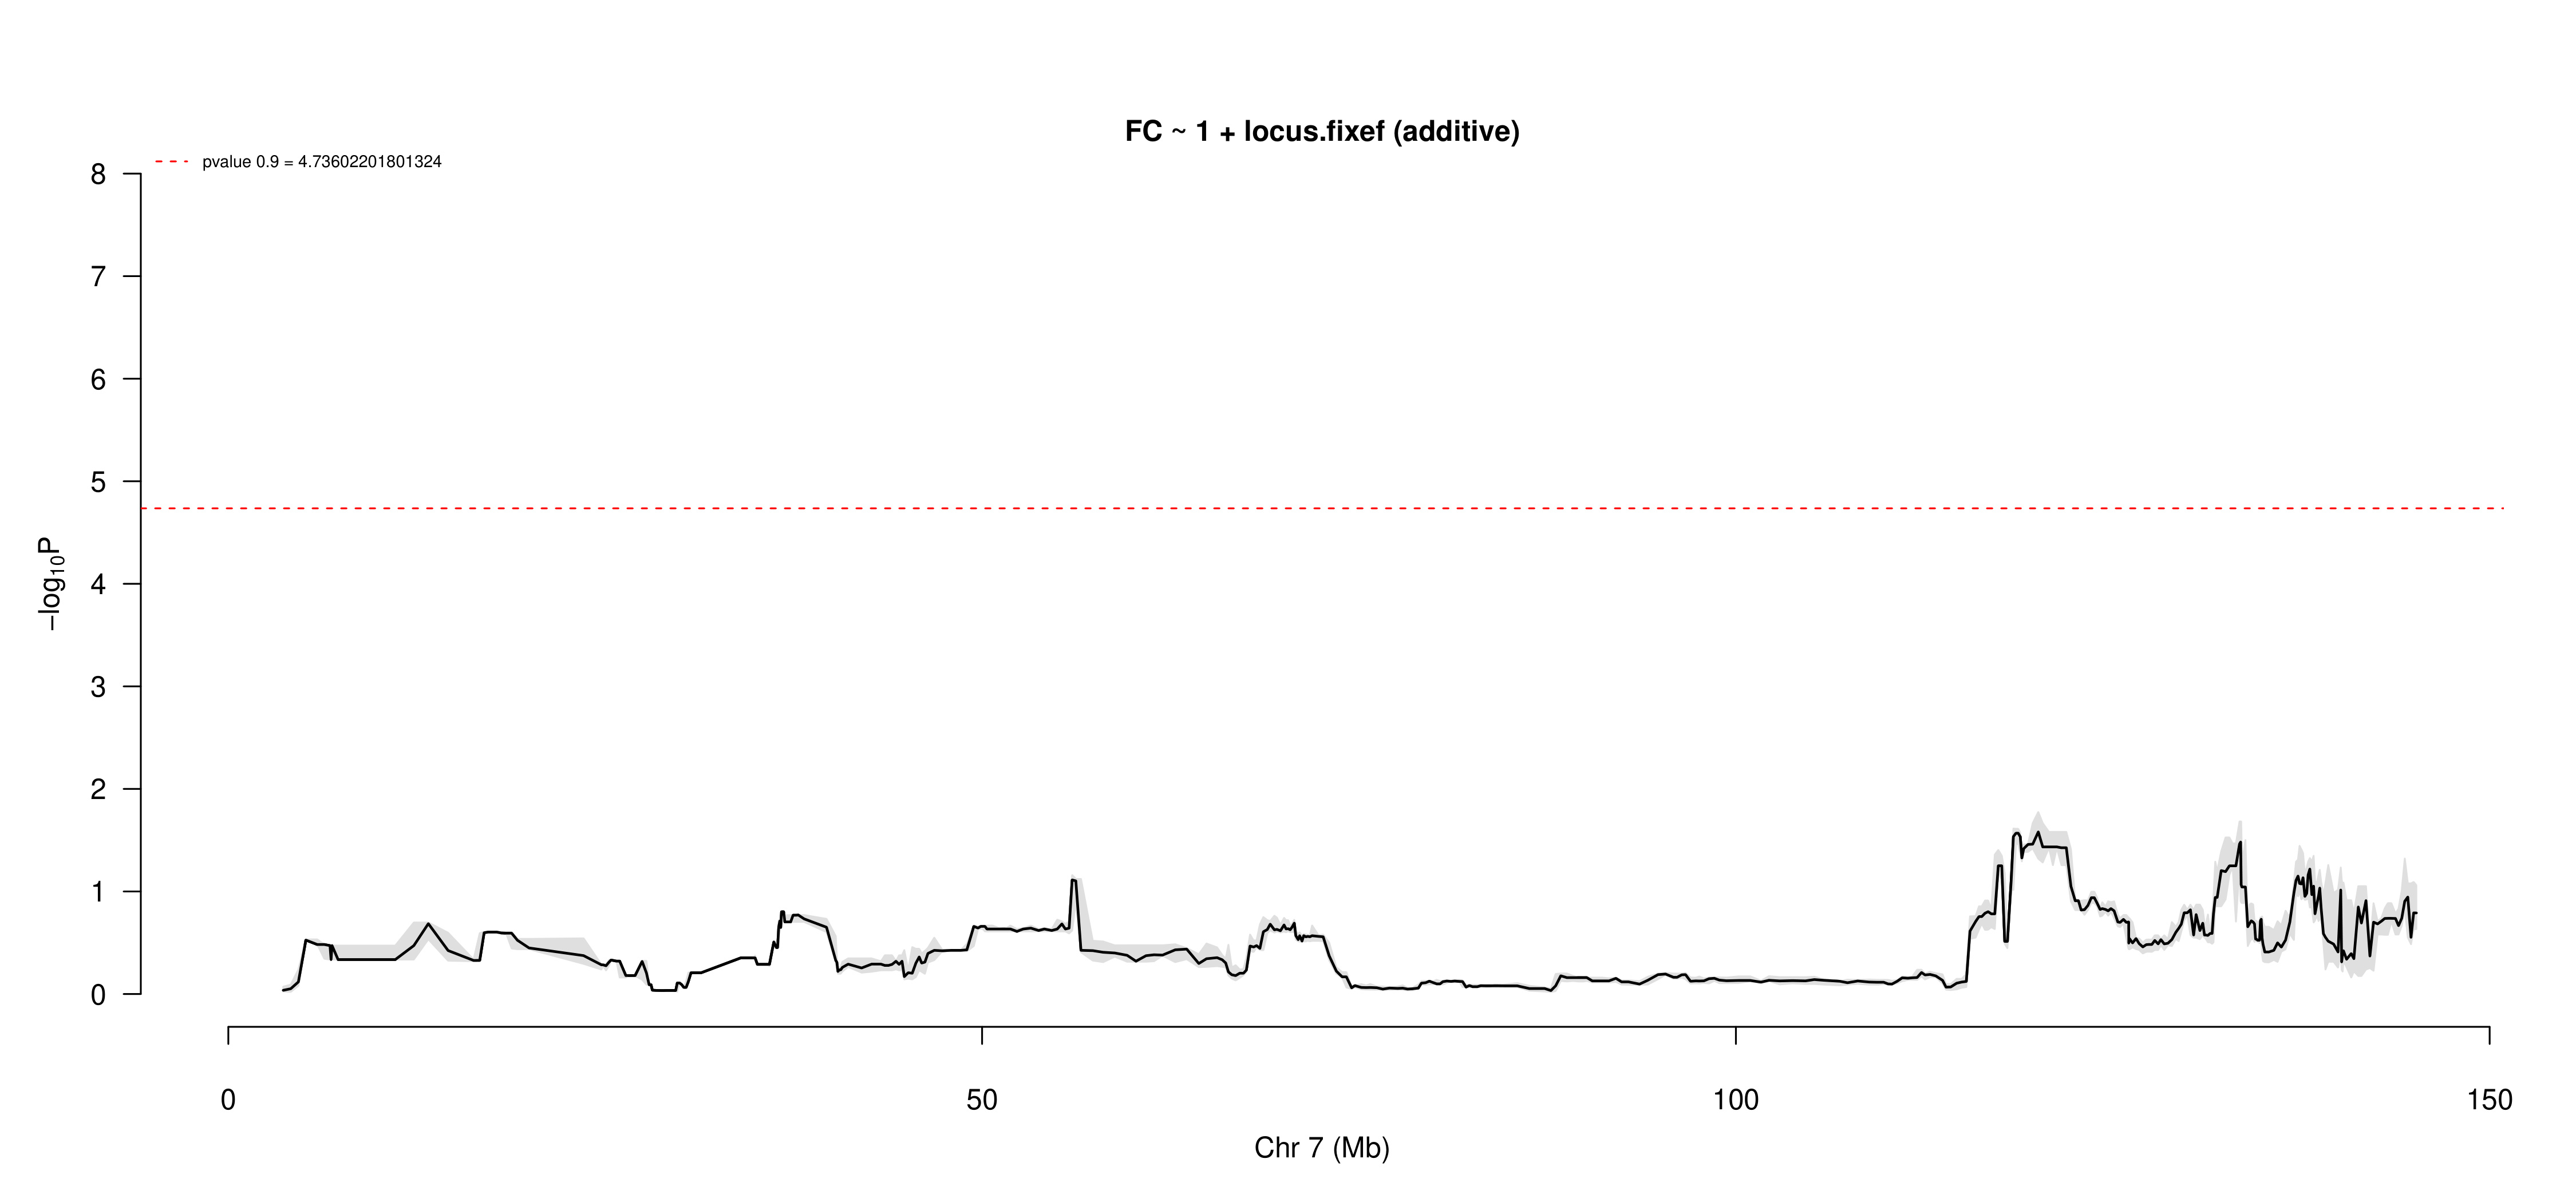 FC ~ 1 + locus.fixef (additive)
pvalue 0.9 = 4.73602201801324
8
7
6
5
4
3
2
1
0
−log10P
0 50 100 150
Chr 7 (Mb)